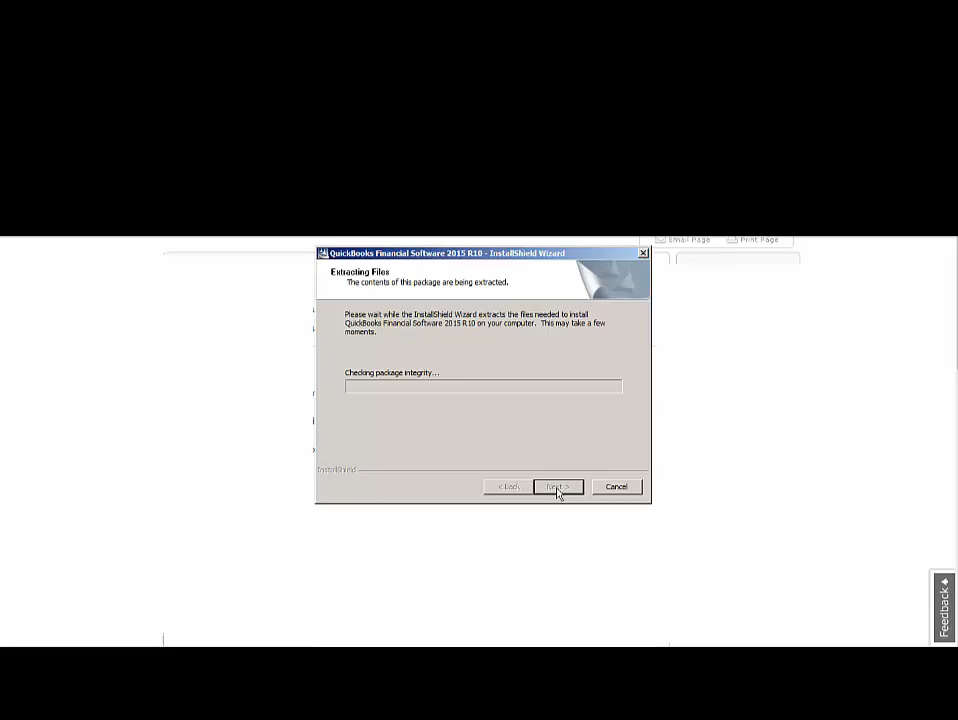 Email Page Print Page
QuickBooks Financial Software 2015 R10 - InstallShield Wizard
Extracting Files
The contents of this package are being extracted.
Please wait while the InstallShield Wizard extracts the files needed to install
QuickBooks Financial Software 2015 R10 on your computer. This may take a few
moments.
Checking package integrity...
InstallShield
< Back Next > Cancel
Feedback